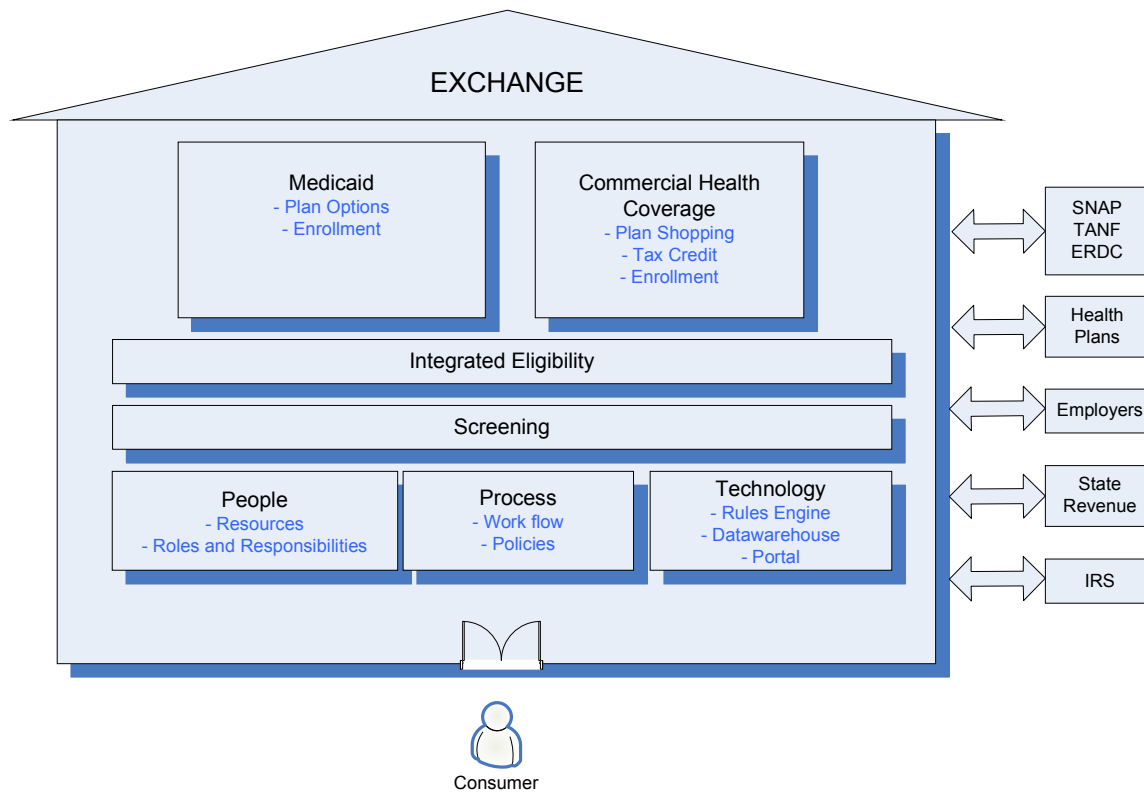 EXCHANGE
Medicaid
- Plan Options
- Enrollment
Commercial Health
Coverage
- Plan Shopping
- Tax Credit
- Enrollment
Integrated Eligibility
Screening
People
- Resources
- Roles and Responsibilities
Process
- Work flow
- Policies
Technology
- Rules Engine
- Datawarehouse
- Portal
SNAP
TANF
ERDC
Health
Plans
Employers
State
Revenue
IRS
Consumer